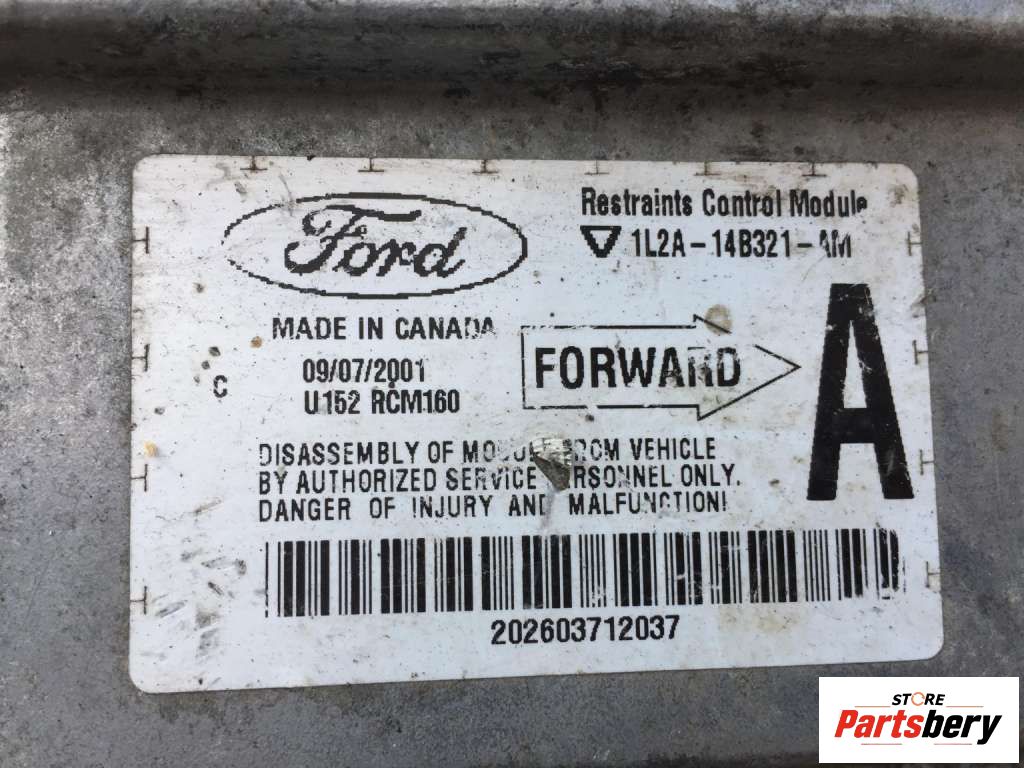 Ford
Restraints Control Module
1L2A-14B321-AM
MADE IN CANADA
09/07/2001
C
U152 RCM160
FORWARD
A
DISASSEMBLY OF MODULE FROM VEHICLE
BY AUTHORIZED SERVICE PERSONNEL ONLY.
DANGER OF INJURY AND MALFUNCTION!
202603712037
STORE
Partsbery